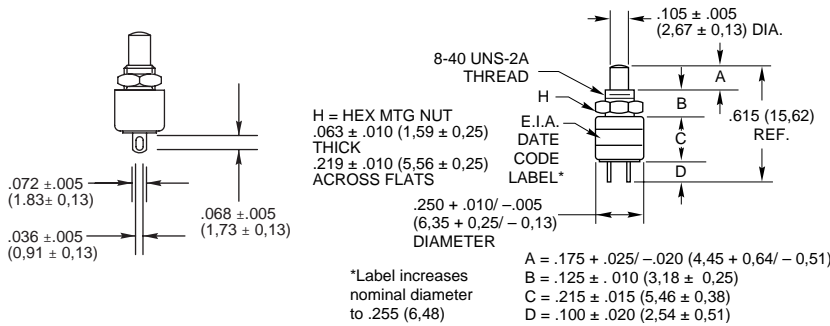 .105 ± .005
(2,67 ± 0,13) DIA.
8-40 UNS-2A
THREAD
A
H
B
H = HEX MTG NUT
.063 ± .010 (1,59 ± 0,25)
THICK
.219 ± .010 (5,56 ± 0,25)
ACROSS FLATS
E.I.A.
DATE
CODE
LABEL*
C
.615 (15,62)
REF.
D
.072 ±.005
(1.83± 0,13)
.068 ±.005
(1,73 ± 0,13)
.036 ±.005
(0,91 ± 0,13)
.250 + .010/ –.005
(6,35 + 0,25/ – 0,13)
DIAMETER
*Label increases
nominal diameter
to .255 (6,48)
A = .175 + .025/ –.020 (4,45 + 0,64/ – 0,51)
B = .125 ± . 010 (3,18 ± 0,25)
C = .215 ± .015 (5,46 ± 0,38)
D = .100 ± .020 (2,54 ± 0,51)